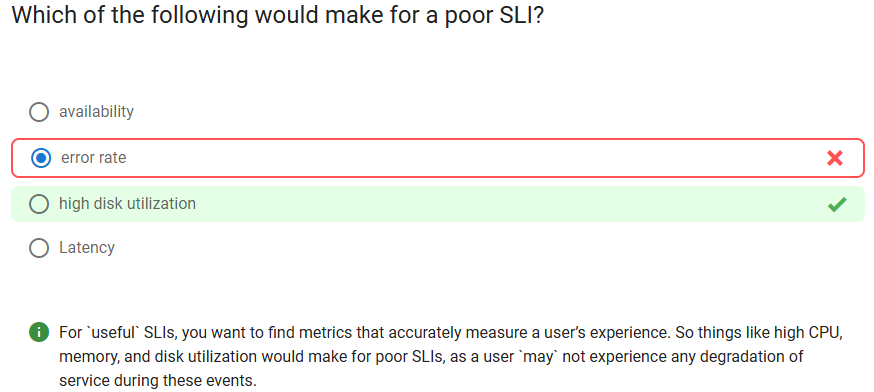 Which of the following would make for a poor SLI?
availability
error rate
high disk utilization
Latency
For `useful` SLIs, you want to find metrics that accurately measure a user's experience. So things like high CPU,
memory, and disk utilization would make for poor SLIs, as a user `may` not experience any degradation of
service during these events.